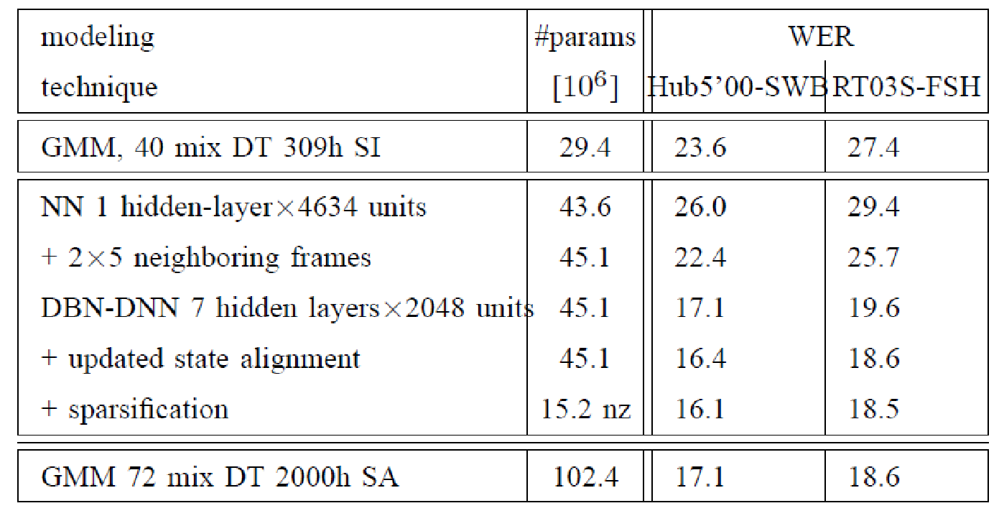 modeling #params WER
technique [10⁶] Hub5’00-SWB RT03S-FSH
GMM, 40 mix DT 309h SI 29.4 23.6 27.4
NN 1 hidden-layer×4634 units 43.6 26.0 29.4
+ 2×5 neighboring frames 45.1 22.4 25.7
DBN-DNN 7 hidden layers×2048 units 45.1 17.1 19.6
+ updated state alignment 45.1 16.4 18.6
+ sparsification 15.2 nz 16.1 18.5
GMM 72 mix DT 2000h SA 102.4 17.1 18.6